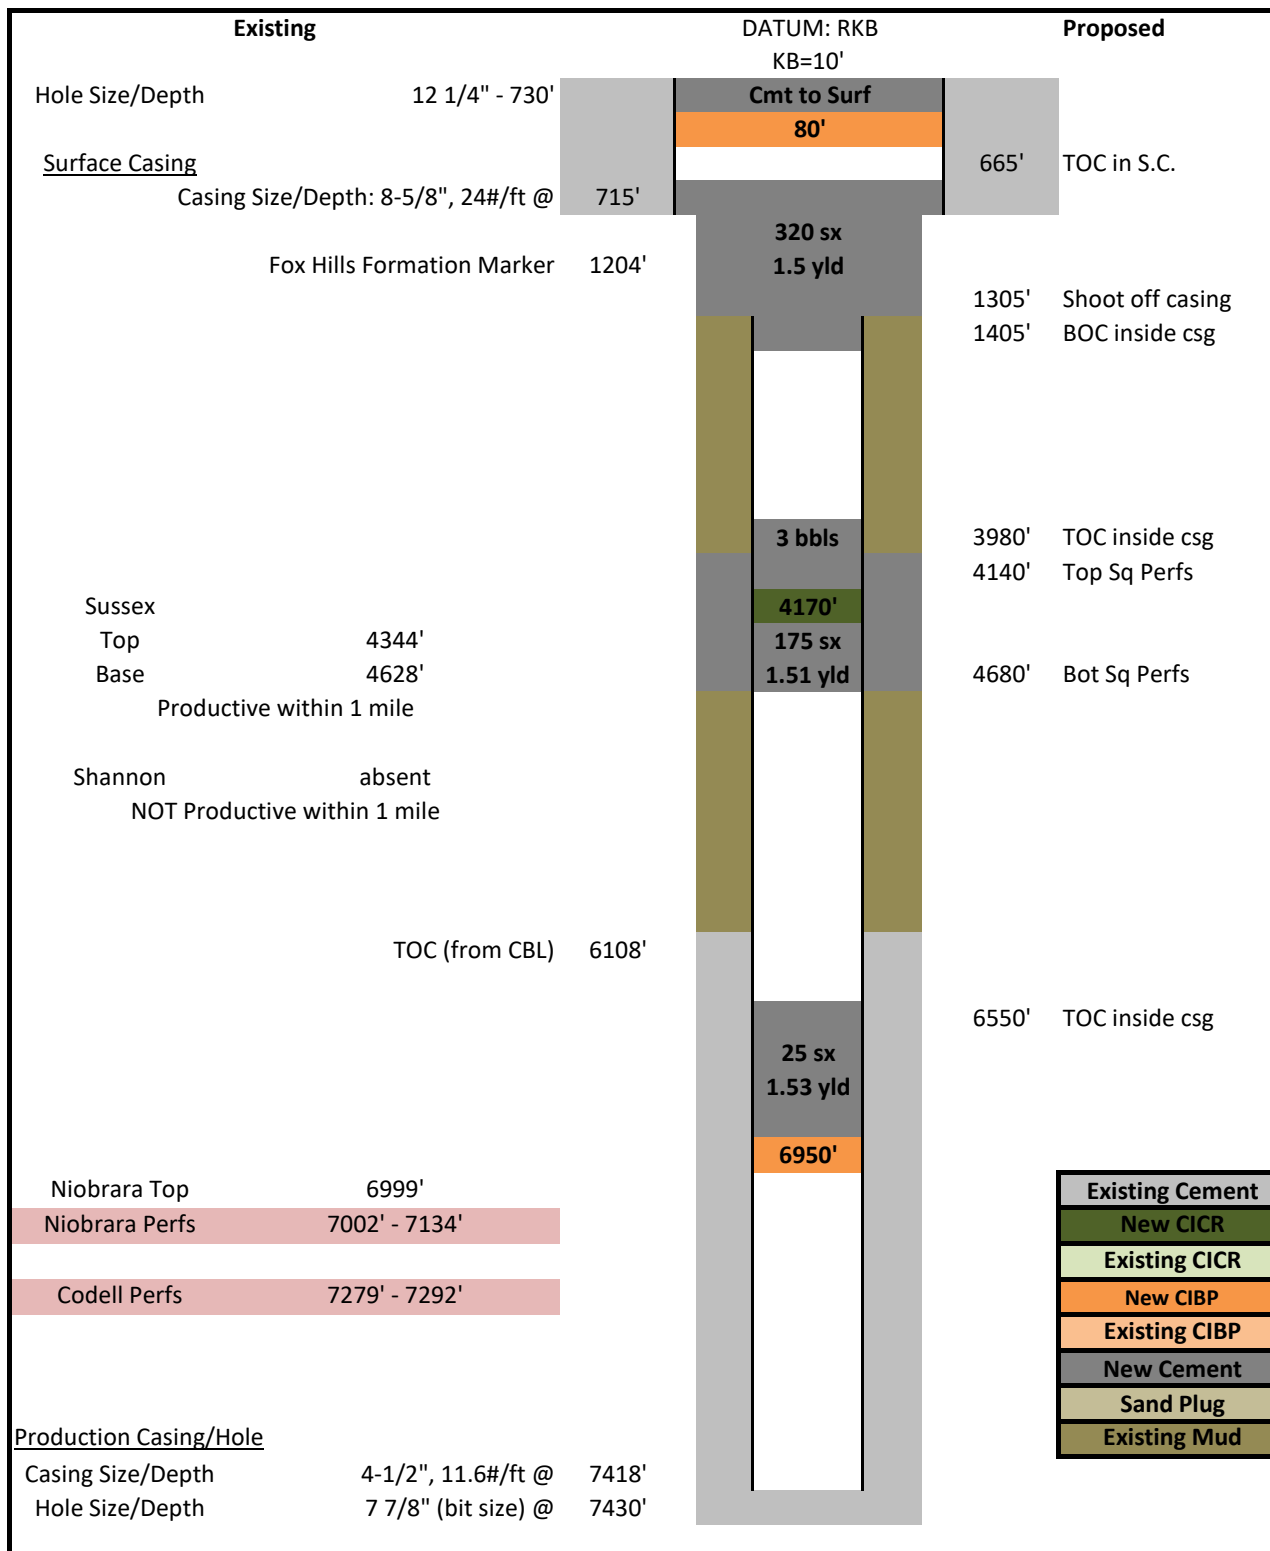 Existing DATUM: RKB Proposed
KB=10'
Hole Size/Depth 12 1/4" - 730' Cmt to Surf
80'
Surface Casing 665' TOC in S.C.
Casing Size/Depth: 8-5/8", 24#/ft @ 715'
320 sx
Fox Hills Formation Marker 1204' 1.5 yld
1305' Shoot off casing
1405' BOC inside csg
3 bbls 3980' TOC inside csg
4140' Top Sq Perfs
Sussex 4170'
Top 4344' 175 sx
Base 4628' 1.51 yld 4680' Bot Sq Perfs
Productive within 1 mile
Shannon absent
NOT Productive within 1 mile
TOC (from CBL) 6108'
6550' TOC inside csg
25 sx
1.53 yld
6950'
Niobrara Top 6999' Existing Cement
Niobrara Perfs 7002' - 7134' New CICR
Existing CICR
Codell Perfs 7279' - 7292' New CIBP
Existing CIBP
New Cement
Sand Plug
Production Casing/Hole Existing Mud
Casing Size/Depth 4-1/2", 11.6#/ft @ 7418'
Hole Size/Depth 7 7/8" (bit size) @ 7430'